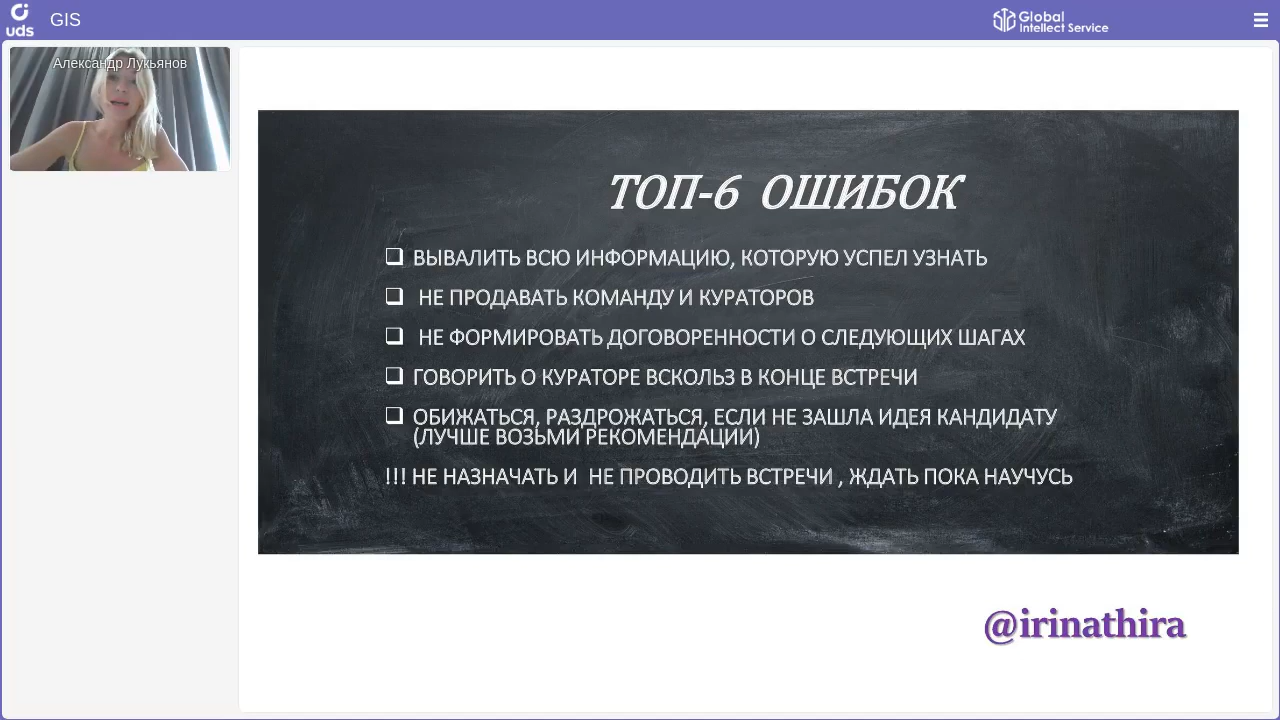 uds
GIS
Global
Intellect Service
Александр Лукьянов
ТОП-6 ОШИБОК
❑ ВЫВАЛИТЬ ВСЮ ИНФОРМАЦИЮ, КОТОРУЮ УСПЕЛ УЗНАТЬ
❑ НЕ ПРОДАВАТЬ КОМАНДУ И КУРАТОРОВ
❑ НЕ ФОРМИРОВАТЬ ДОГОВОРЕННОСТИ О СЛЕДУЮЩИХ ШАГАХ
❑ ГОВОРИТЬ О КУРАТОРЕ ВСКОЛЬЗ В КОНЦЕ ВСТРЕЧИ
❑ ОБИЖАТЬСЯ, РАЗДРОЖАТЬСЯ, ЕСЛИ НЕ ЗАШЛА ИДЕЯ КАНДИДАТУ
(ЛУЧШЕ ВОЗЬМИ РЕКОМЕНДАЦИИ)
!!! НЕ НАЗНАЧАТЬ И НЕ ПРОВОДИТЬ ВСТРЕЧИ , ЖДАТЬ ПОКА НАУЧУСЬ
@irinathira